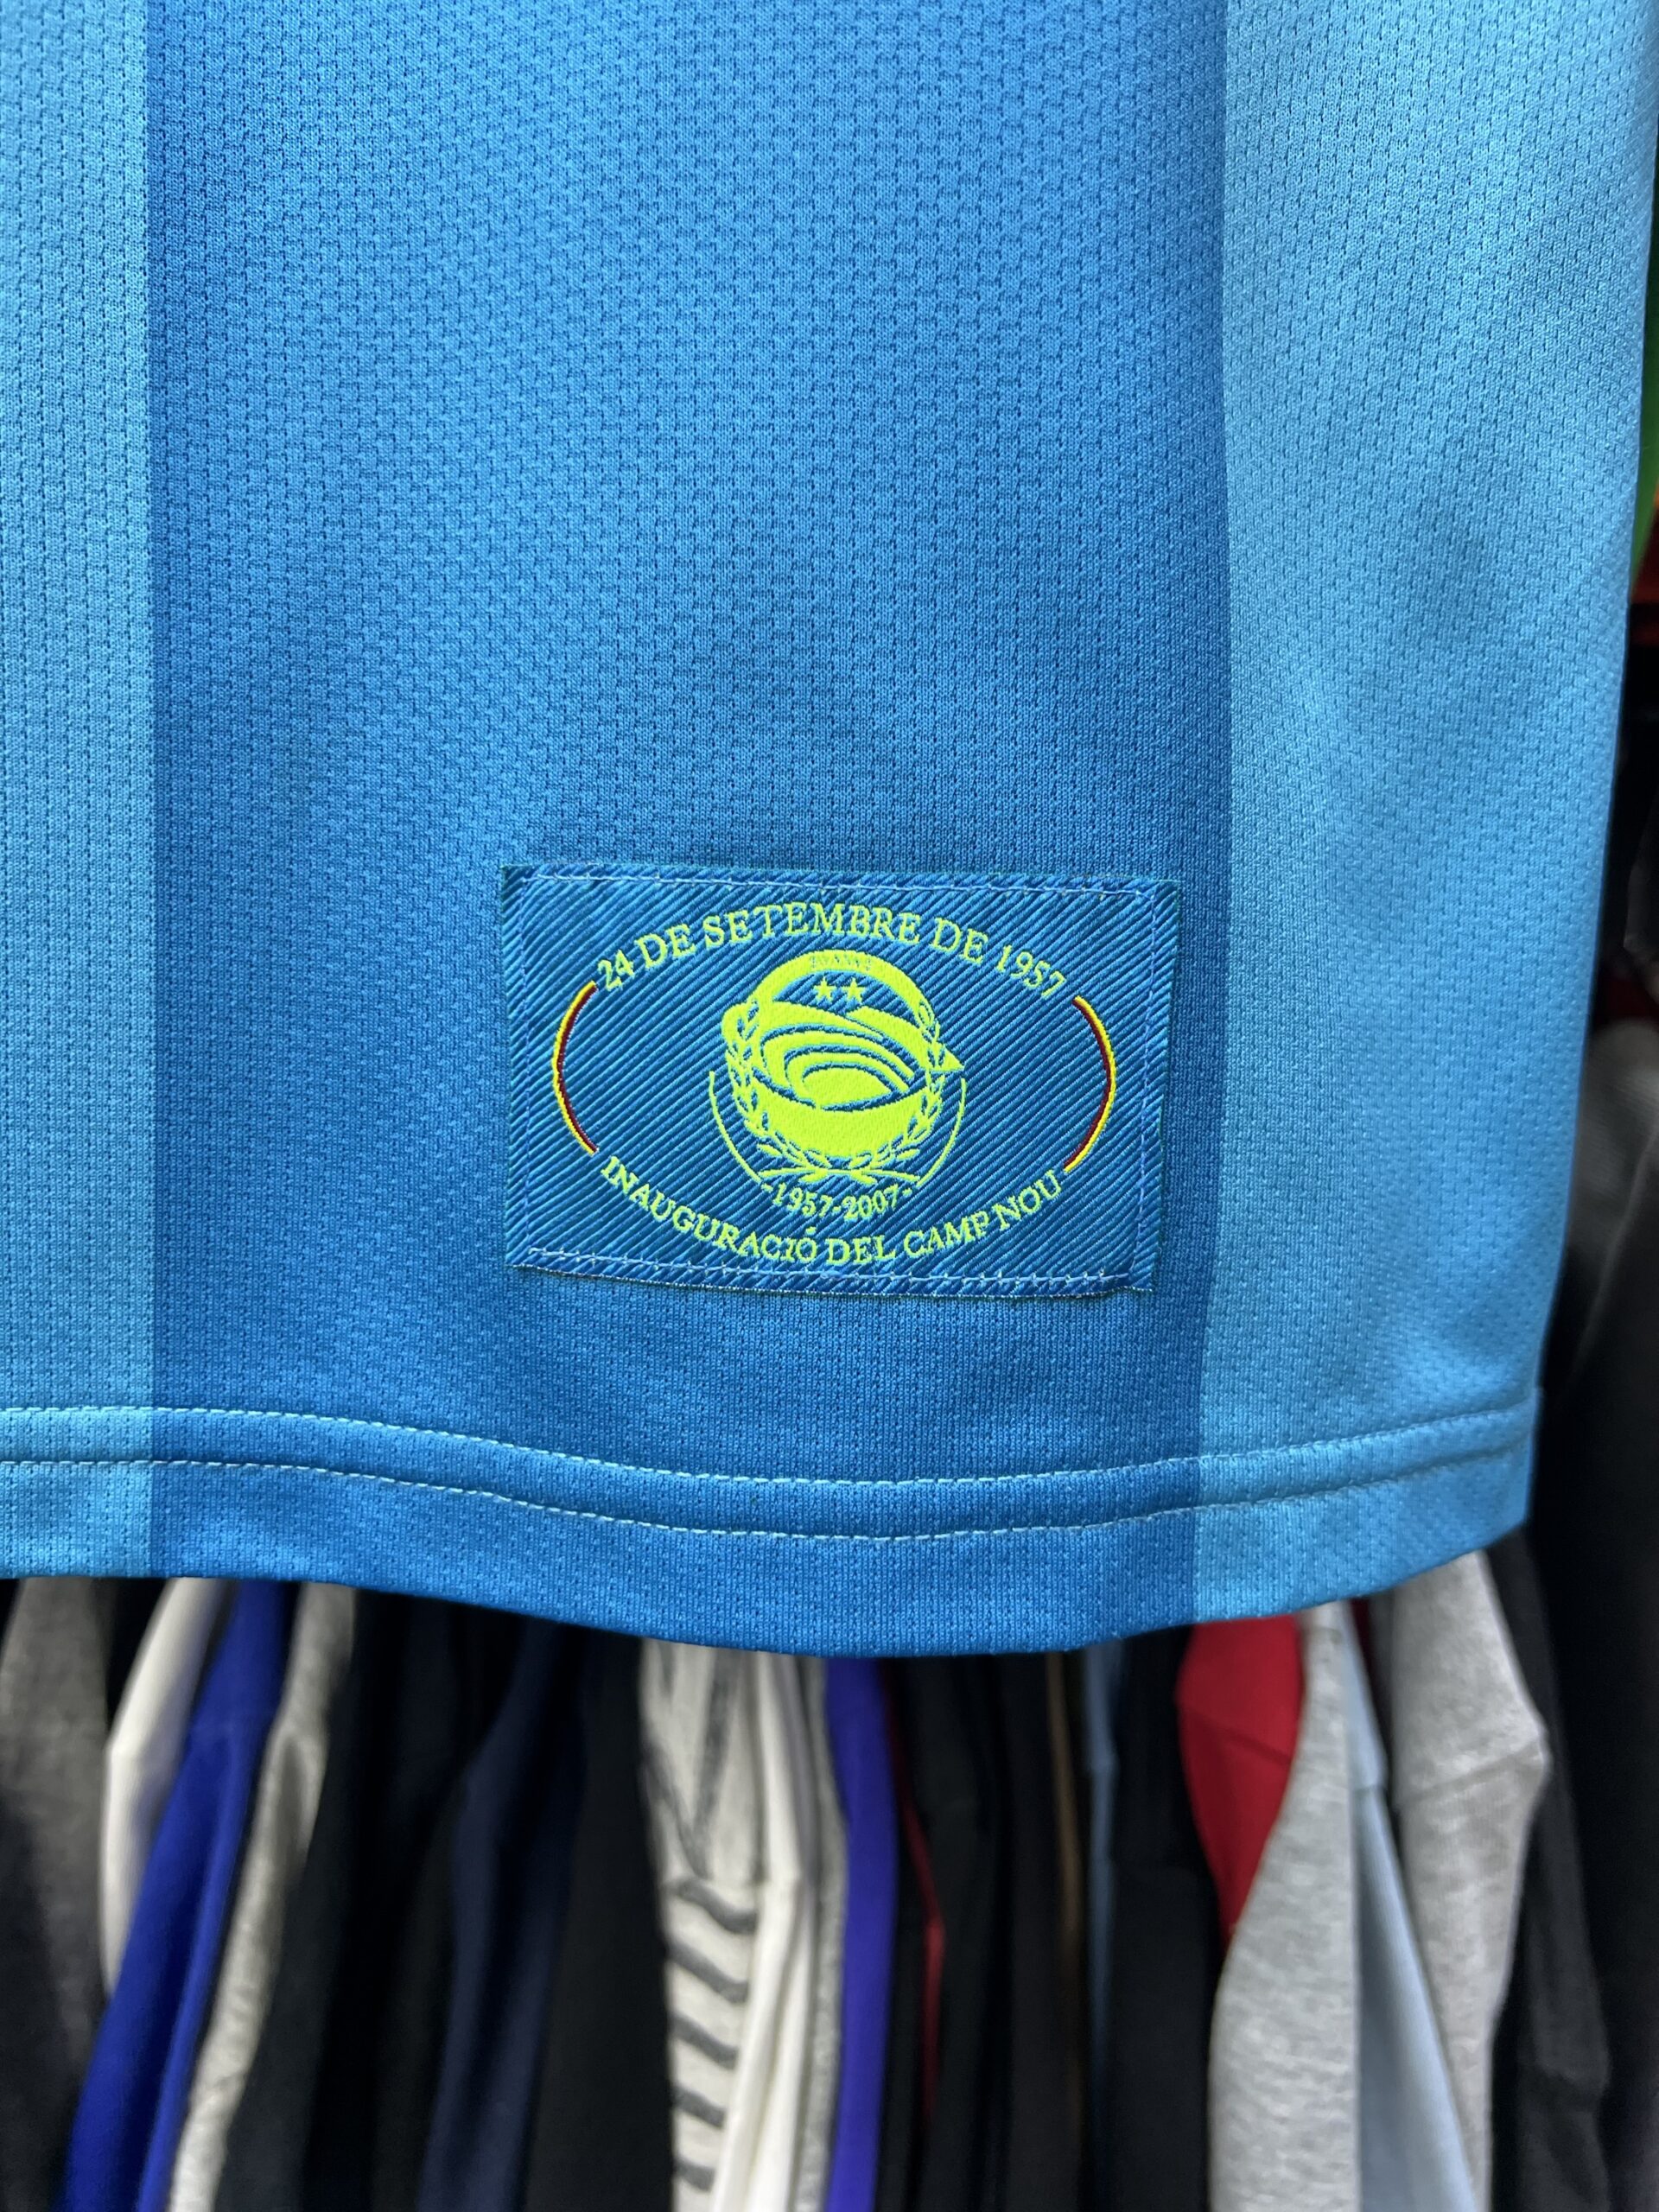 24 DE SETEMBRE DE 1957
-1957-2007-
INAUGURACIÓ DEL CAMP NOU